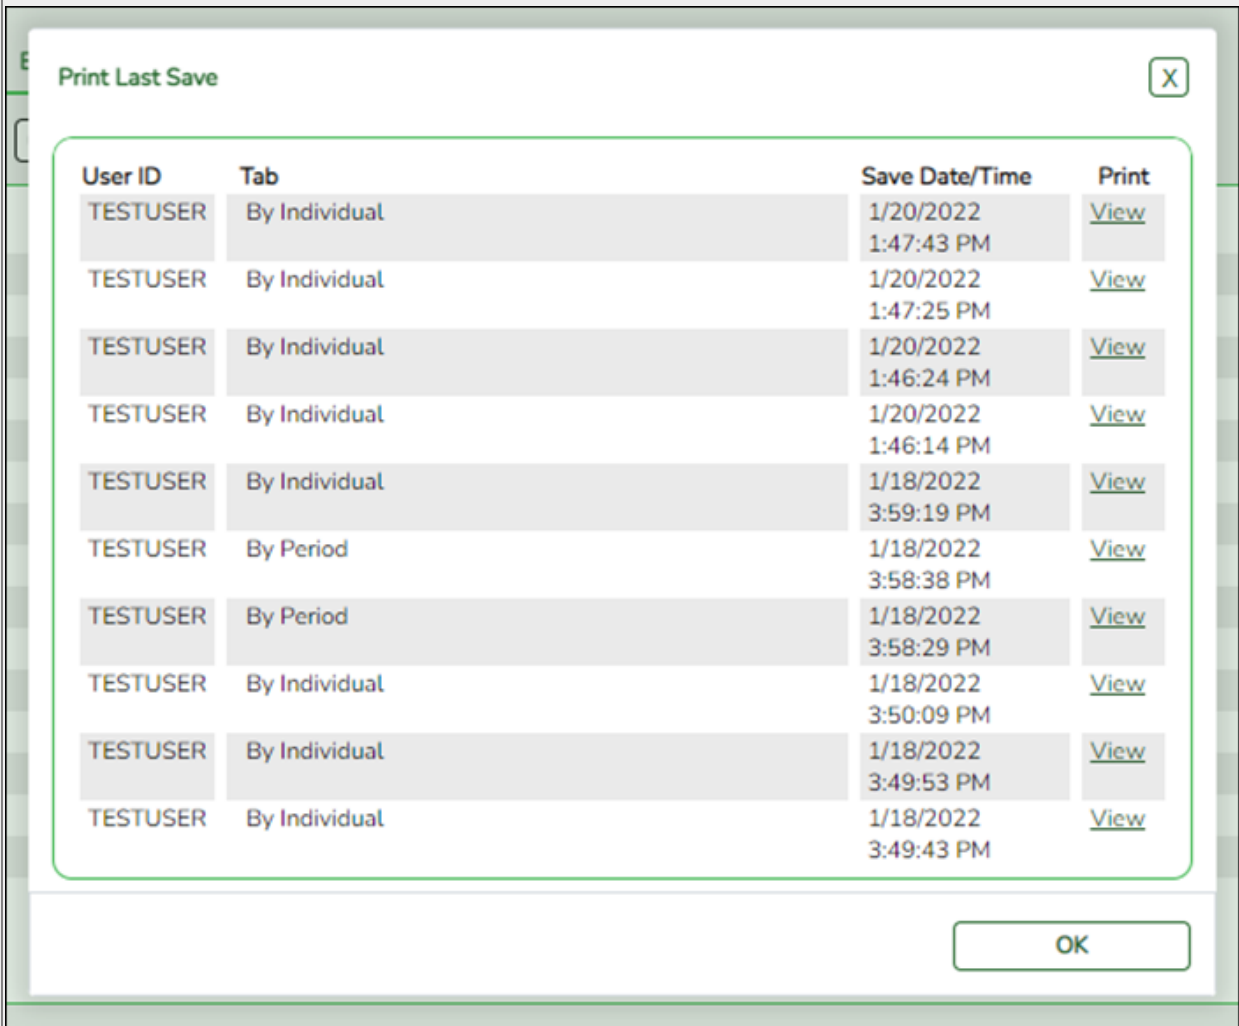 Print Last Save
X
User ID Tab Save Date/Time Print
TESTUSER By Individual 1/20/2022 View
1:47:43 PM
TESTUSER By Individual 1/20/2022 View
1:47:25 PM
TESTUSER By Individual 1/20/2022 View
1:46:24 PM
TESTUSER By Individual 1/20/2022 View
1:46:14 PM
TESTUSER By Individual 1/18/2022 View
3:59:19 PM
TESTUSER By Period 1/18/2022 View
3:58:38 PM
TESTUSER By Period 1/18/2022 View
3:58:29 PM
TESTUSER By Individual 1/18/2022 View
3:50:09 PM
TESTUSER By Individual 1/18/2022 View
3:49:53 PM
TESTUSER By Individual 1/18/2022 View
3:49:43 PM
OK